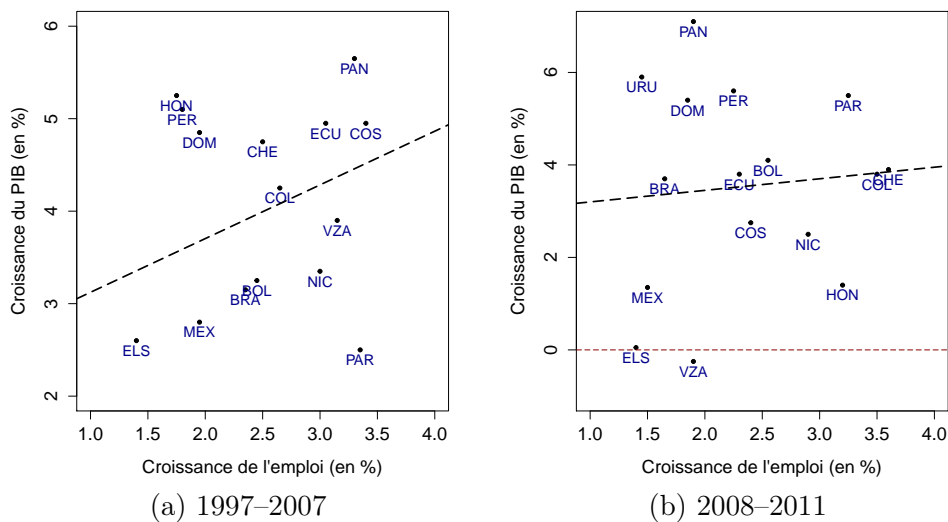 Croissance du PIB (en %)
6
5
4
3
2
PAN
HON
PER
DOM
ECU
COS
CHE
COL
VZA
NIC
BOL
BRA
MEX
ELS
PAR
1.0 1.5 2.0 2.5 3.0 3.5 4.0
Croissance de l'emploi (en %)
(a) 1997–2007
Croissance du PIB (en %)
6
4
2
0
PAN
URU
DOM
PER
PAR
BOL
BRA
ECU
COL
CHE
COS
NIC
MEX
HON
ELS
VZA
1.0 1.5 2.0 2.5 3.0 3.5 4.0
Croissance de l'emploi (en %)
(b) 2008–2011